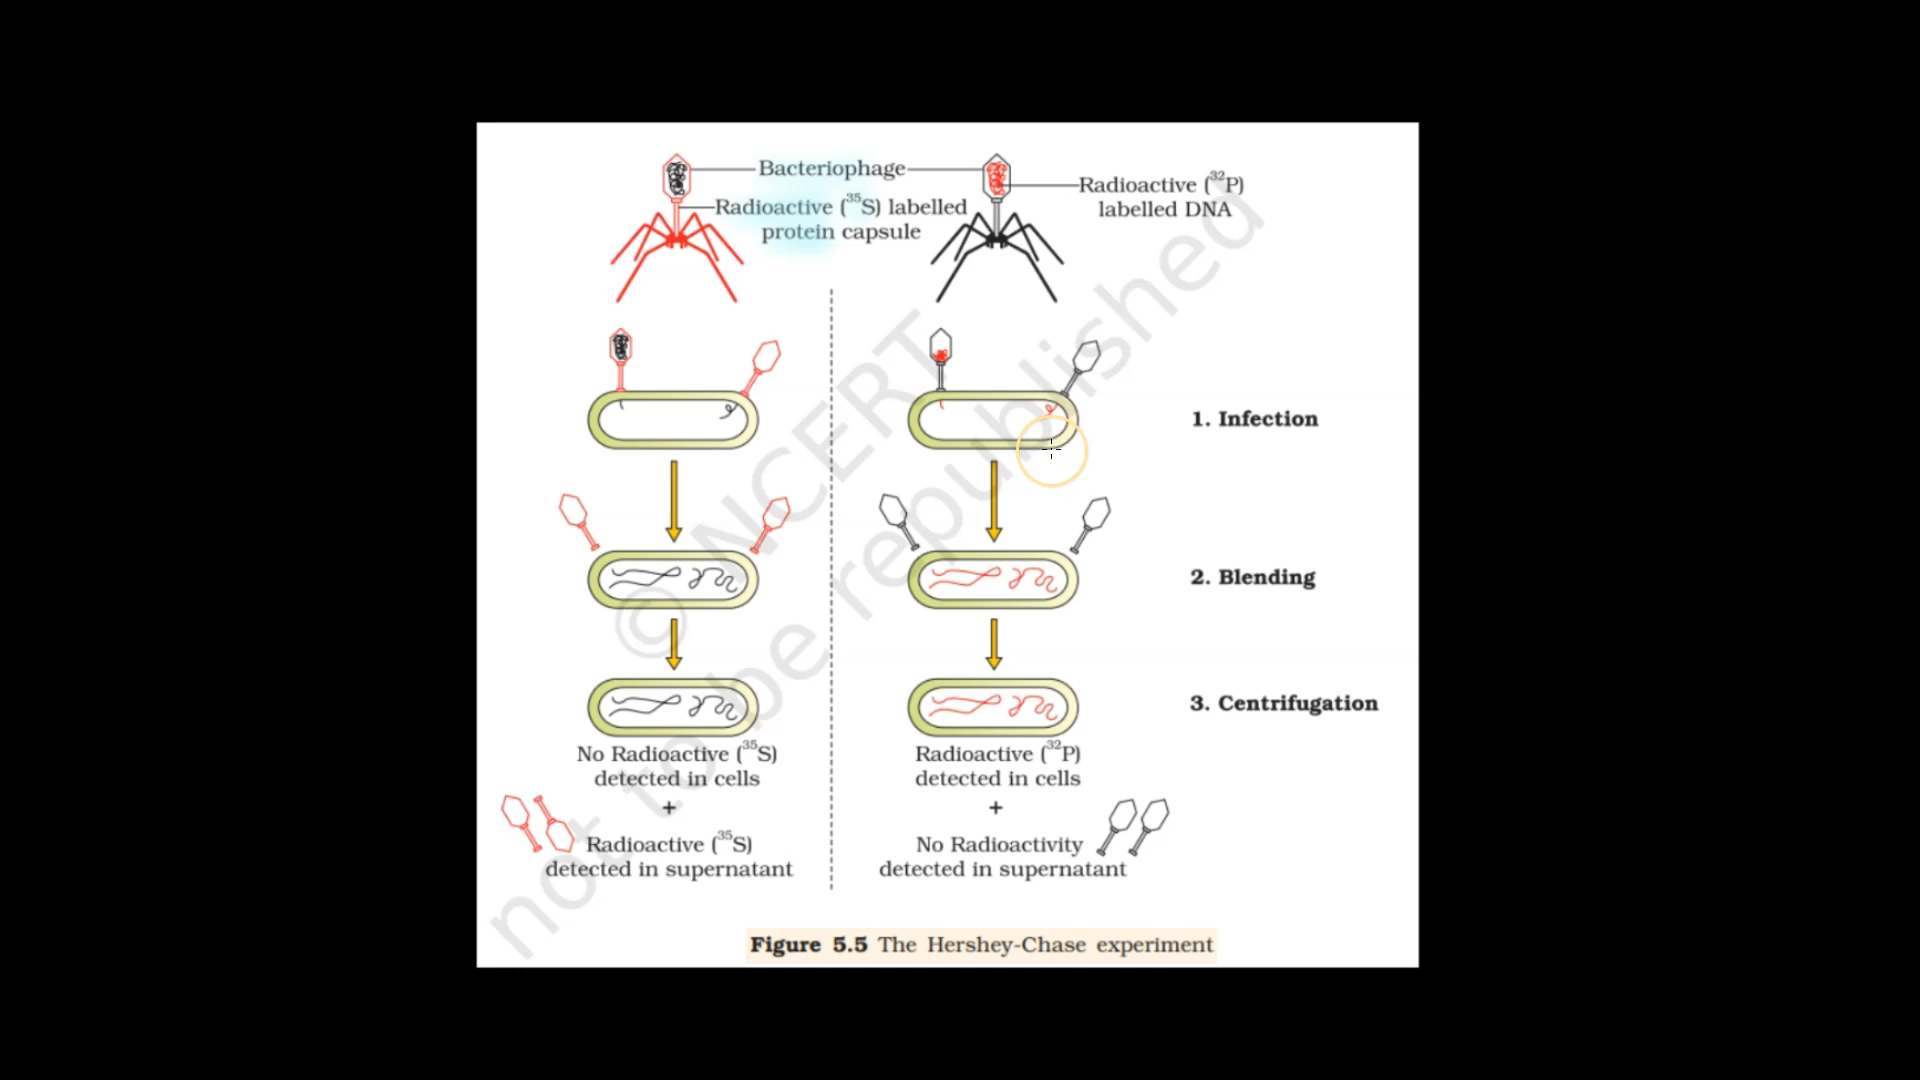 Bacteriophage
Radioactive (³²P)
labelled DNA
Radioactive (³⁵S) labelled
protein capsule
1. Infection
2. Blending
3. Centrifugation
No Radioactive (³⁵S)
detected in cells
+
Radioactive (³⁵S)
detected in supernatant
Radioactive (³²P)
detected in cells
+
No Radioactivity
detected in supernatant
© NCERT
not to be republished
Figure 5.5 The Hershey-Chase experiment